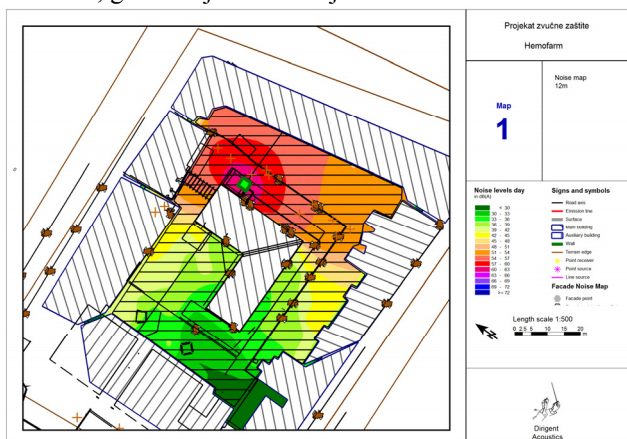 Projekat zvučne zaštite
Hemofarm
Map
1
Noise map
12m
Noise levels day
in dB(A)
< 30
30 - 33
33 - 36
36 - 39
39 - 42
42 - 45
45 - 48
48 - 51
51 - 54
54 - 57
57 - 60
60 - 63
63 - 66
66 - 69
69 - 72
>= 72
Signs and symbols
Road axis
Emission line
Surface
Main building
Auxiliary building
Wall
Terrain edge
Point receiver
Point source
Line source
Facade Noise Map
Facade point
Length scale 1:500
0 2.5 5 10 15 20
m
Dirigent
Acoustics